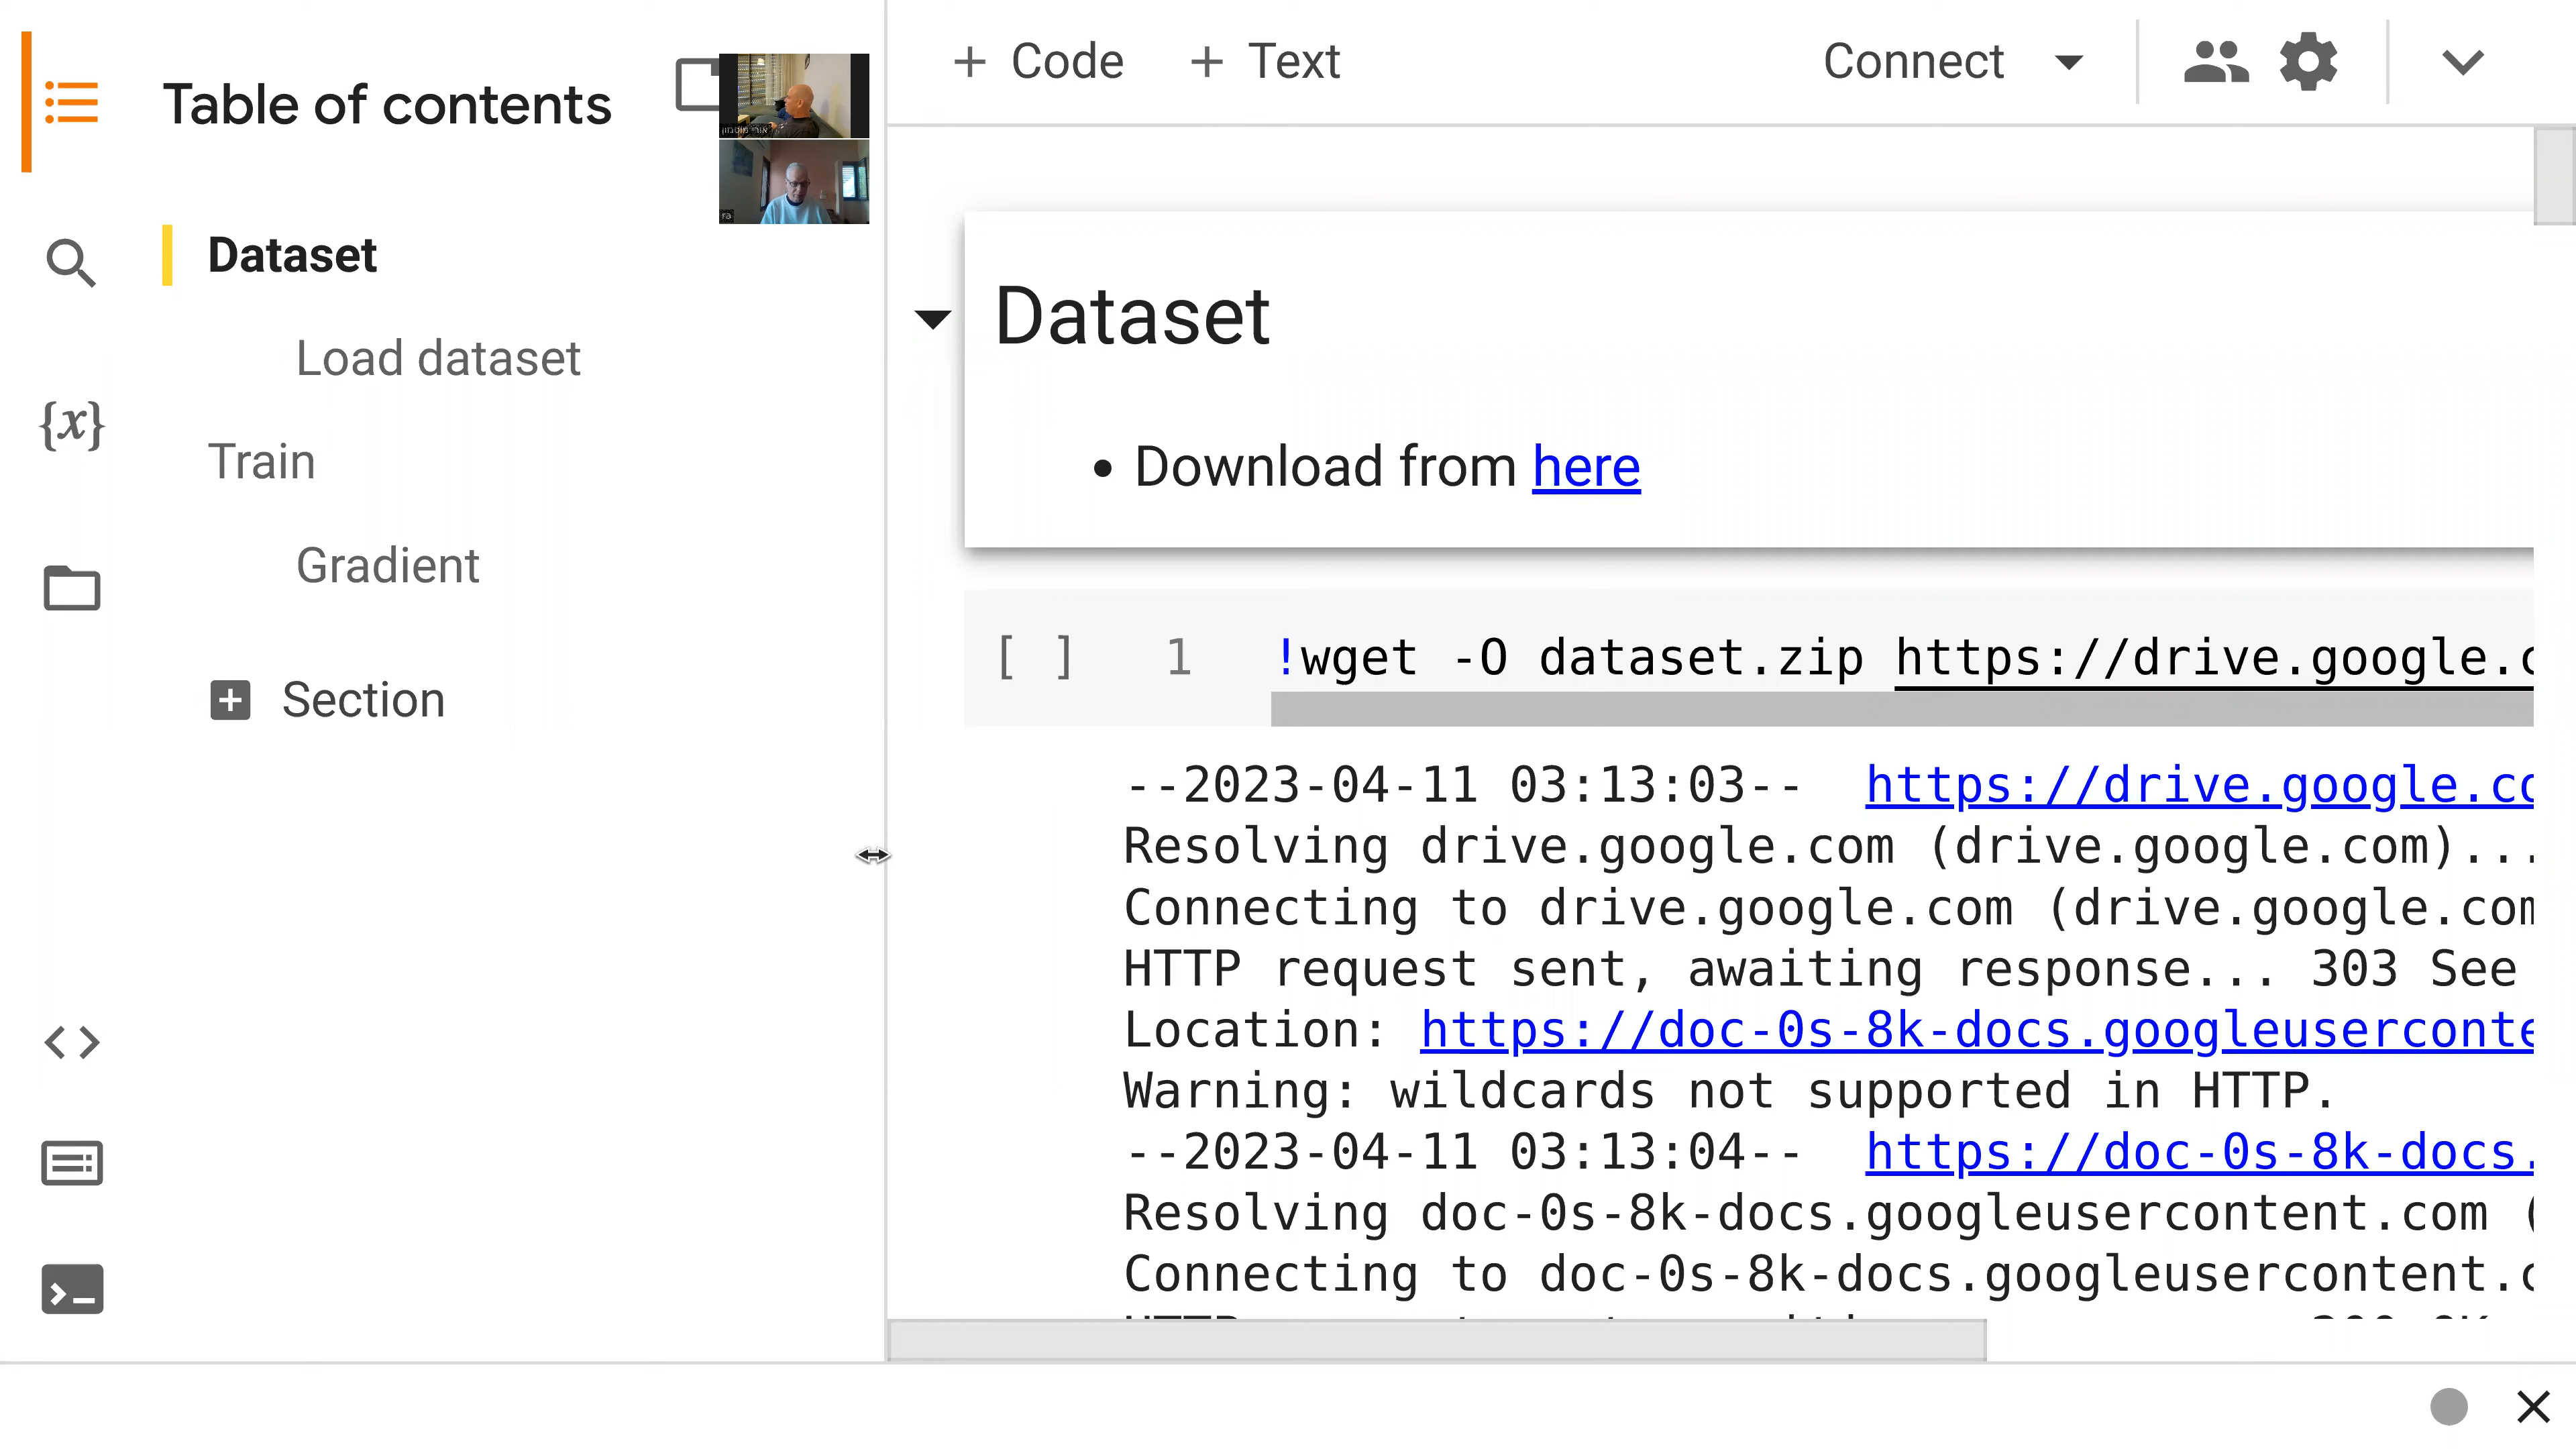 Table of contents
Dataset
Load dataset
Train
Gradient
Section
{x}
אורי מוסנזון
ra
+ Code + Text
Connect
Dataset
• Download from here
[ ] 1 !wget -O dataset.zip https://drive.google.c
--2023-04-11 03:13:03-- https://drive.google.co
Resolving drive.google.com (drive.google.com)...
Connecting to drive.google.com (drive.google.com
HTTP request sent, awaiting response... 303 See
Location: https://doc-0s-8k-docs.googleuserconte
Warning: wildcards not supported in HTTP.
--2023-04-11 03:13:04-- https://doc-0s-8k-docs.
Resolving doc-0s-8k-docs.googleusercontent.com (
Connecting to doc-0s-8k-docs.googleusercontent.c